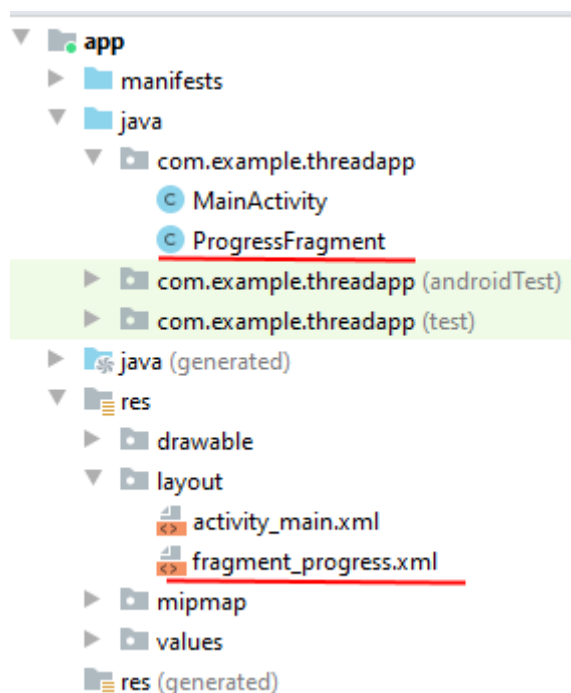 app
manifests
java
com.example.threadapp
C MainActivity
C ProgressFragment
com.example.threadapp (androidTest)
com.example.threadapp (test)
java (generated)
res
drawable
layout
activity_main.xml
fragment_progress.xml
mipmap
values
res (generated)